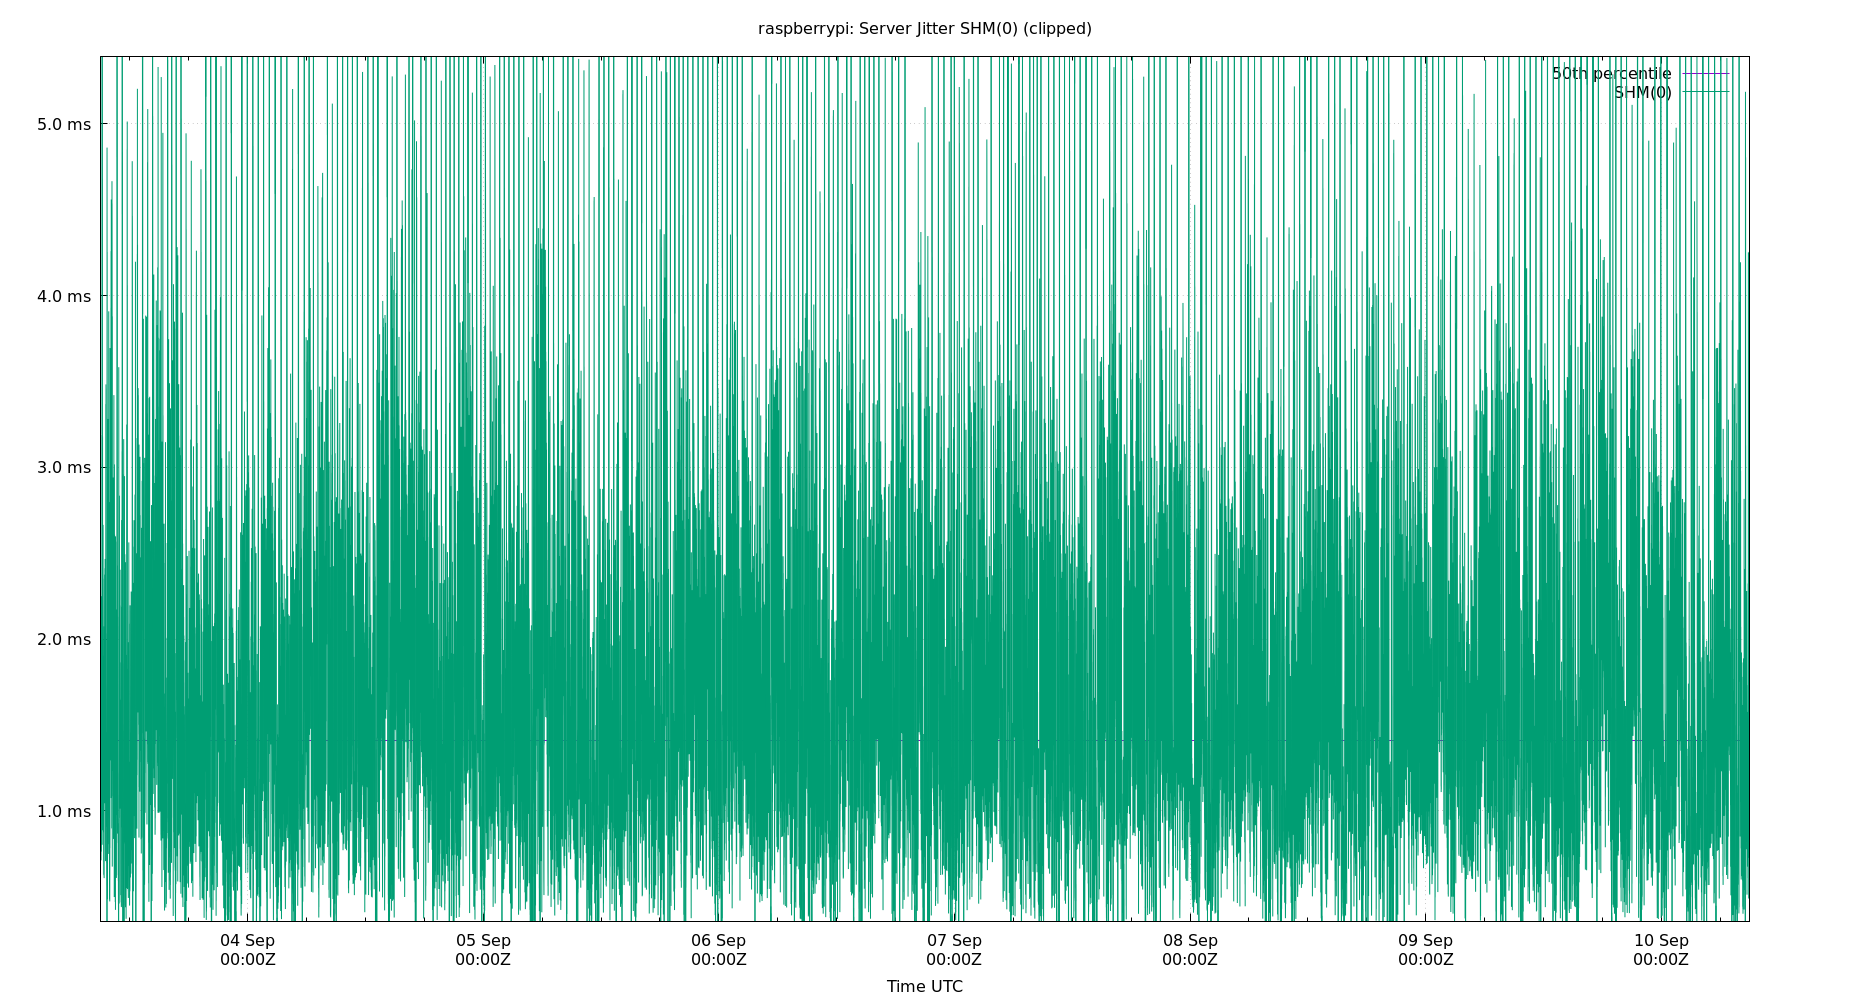 raspberrypi: Server Jitter SHM(0) (clipped)
50th percentile
SHM(0)
5.0 ms
4.0 ms
3.0 ms
2.0 ms
1.0 ms
04 Sep 05 Sep 06 Sep 07 Sep 08 Sep 09 Sep 10 Sep
00:00Z 00:00Z 00:00Z 00:00Z 00:00Z 00:00Z 00:00Z
Time UTC